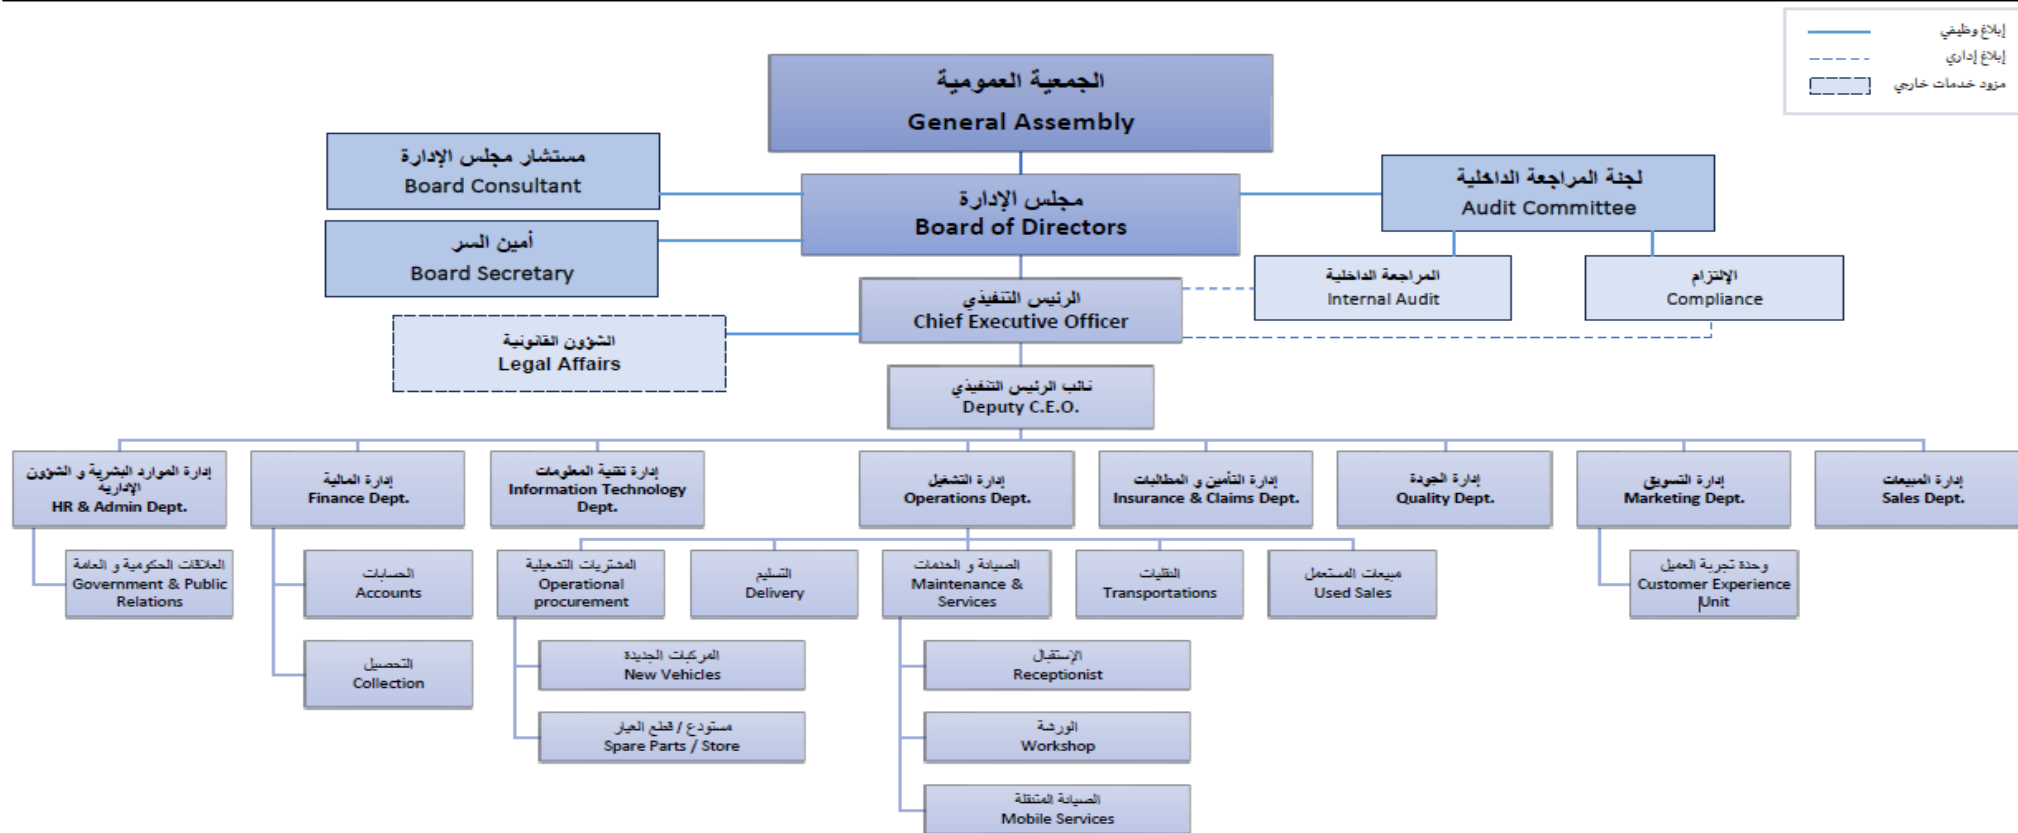 إبلاغ وظيفي
إبلاغ إداري
مزود خدمات خارجي
الجمعية العمومية
General Assembly
مستشار مجلس الإدارة
Board Consultant
مجلس الإدارة
Board of Directors
لجنة المراجعة الداخلية
Audit Committee
أمين السر
Board Secretary
المراجعة الداخلية
Internal Audit
الإلتزام
Compliance
الرئيس التنفيذي
Chief Executive Officer
الشؤون القانونية
Legal Affairs
نائب الرئيس التنفيذي
Deputy C.E.O.
إدارة الموارد البشرية و الشؤون
الإدارية
HR & Admin Dept.
إدارة المالية
Finance Dept.
إدارة تقنية المعلومات
Information Technology
Dept.
إدارة التشغيل
Operations Dept.
إدارة التأمين و المطالبات
Insurance & Claims Dept.
إدارة الجودة
Quality Dept.
إدارة التسويق
Marketing Dept.
إدارة المبيعات
Sales Dept.
العلاقات الحكومية و العامة
Government & Public
Relations
الحسابات
Accounts
المشتريات التشغيلية
Operational
procurement
التسليم
Delivery
الصيانة و الخدمات
Maintenance &
Services
النقليات
Transportations
مبيعات المستعمل
Used Sales
وحدة تجربة العميل
Customer Experience
Unit
التحصيل
Collection
المركبات الجديدة
New Vehicles
الإستقبال
Receptionist
مستودع / قطع الغيار
Spare Parts / Store
الورشة
Workshop
الصيانة المتنقلة
Mobile Services